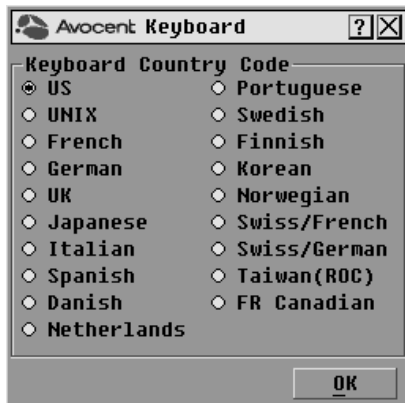 Avocent Keyboard ? X
Keyboard Country Code
US
UNIX
French
German
UK
Japanese
Italian
Spanish
Danish
Netherlands
Portuguese
Swedish
Finnish
Korean
Norwegian
Swiss/French
Swiss/German
Taiwan(ROC)
FR Canadian
OK